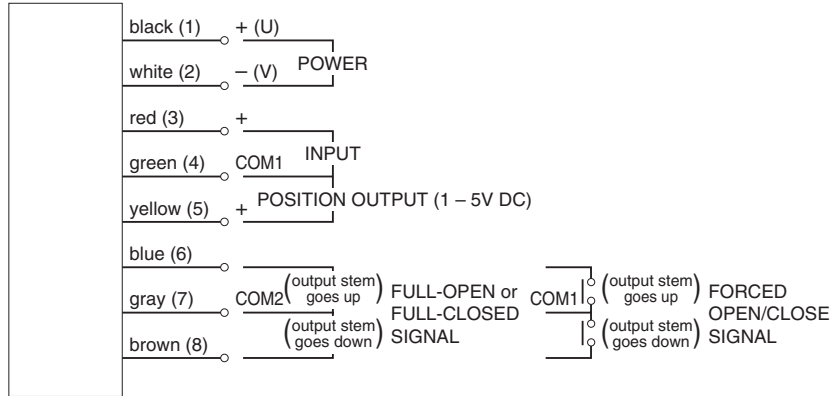 black (1) + (U)
POWER
white (2) – (V)
red (3) +
INPUT
green (4) COM1
POSITION OUTPUT (1 – 5V DC)
yellow (5) +
blue (6)
(output stem goes up)
gray (7) COM2
FULL-OPEN or
FULL-CLOSED
SIGNAL
(output stem goes down)
brown (8)
COM1
(output stem goes up)
(output stem goes down)
FORCED
OPEN/CLOSE
SIGNAL